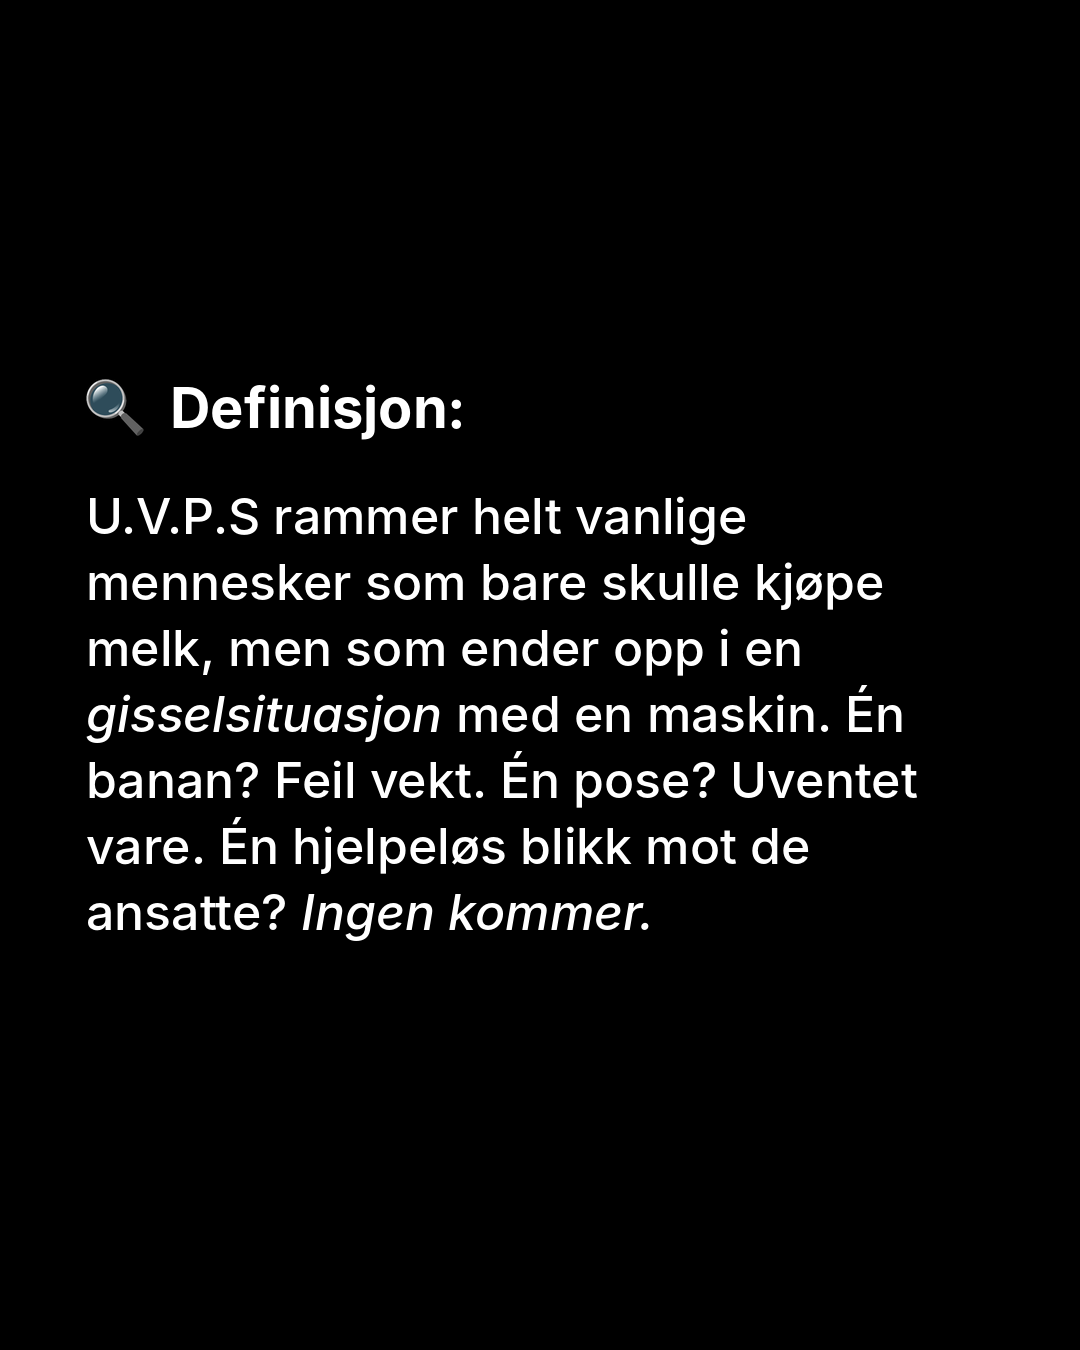 🔍 Definisjon:
U.V.P.S rammer helt vanlige
mennesker som bare skulle kjøpe
melk, men som ender opp i en
gisselsituasjon med en maskin. Én
banan? Feil vekt. Én pose? Uventet
vare. Én hjelpeløs blikk mot de
ansatte? Ingen kommer.